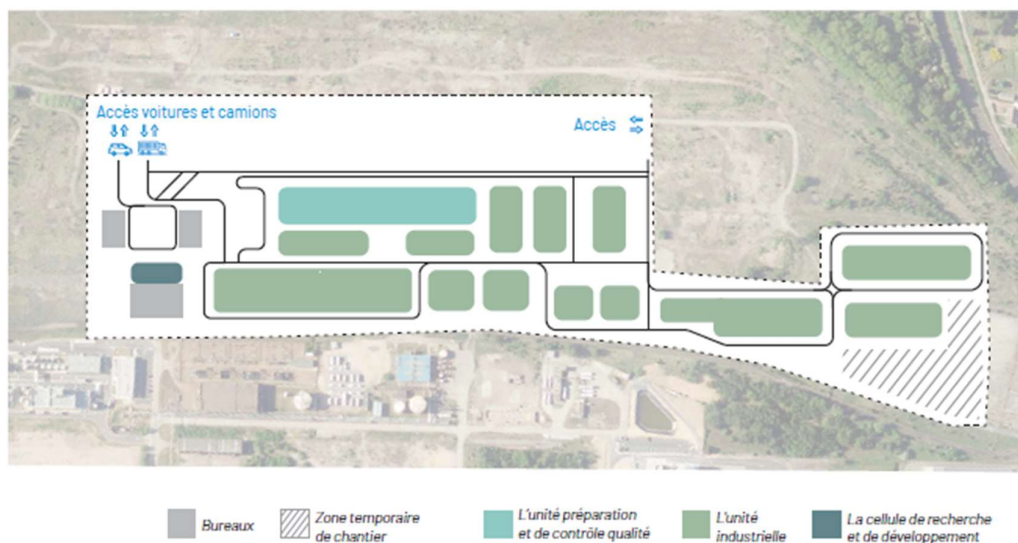 Accès voitures et camions
Accès
Bureaux
Zone temporaire
de chantier
L'unité préparation
et de contrôle qualité
L'unité
industrielle
La cellule de recherche
et de développement